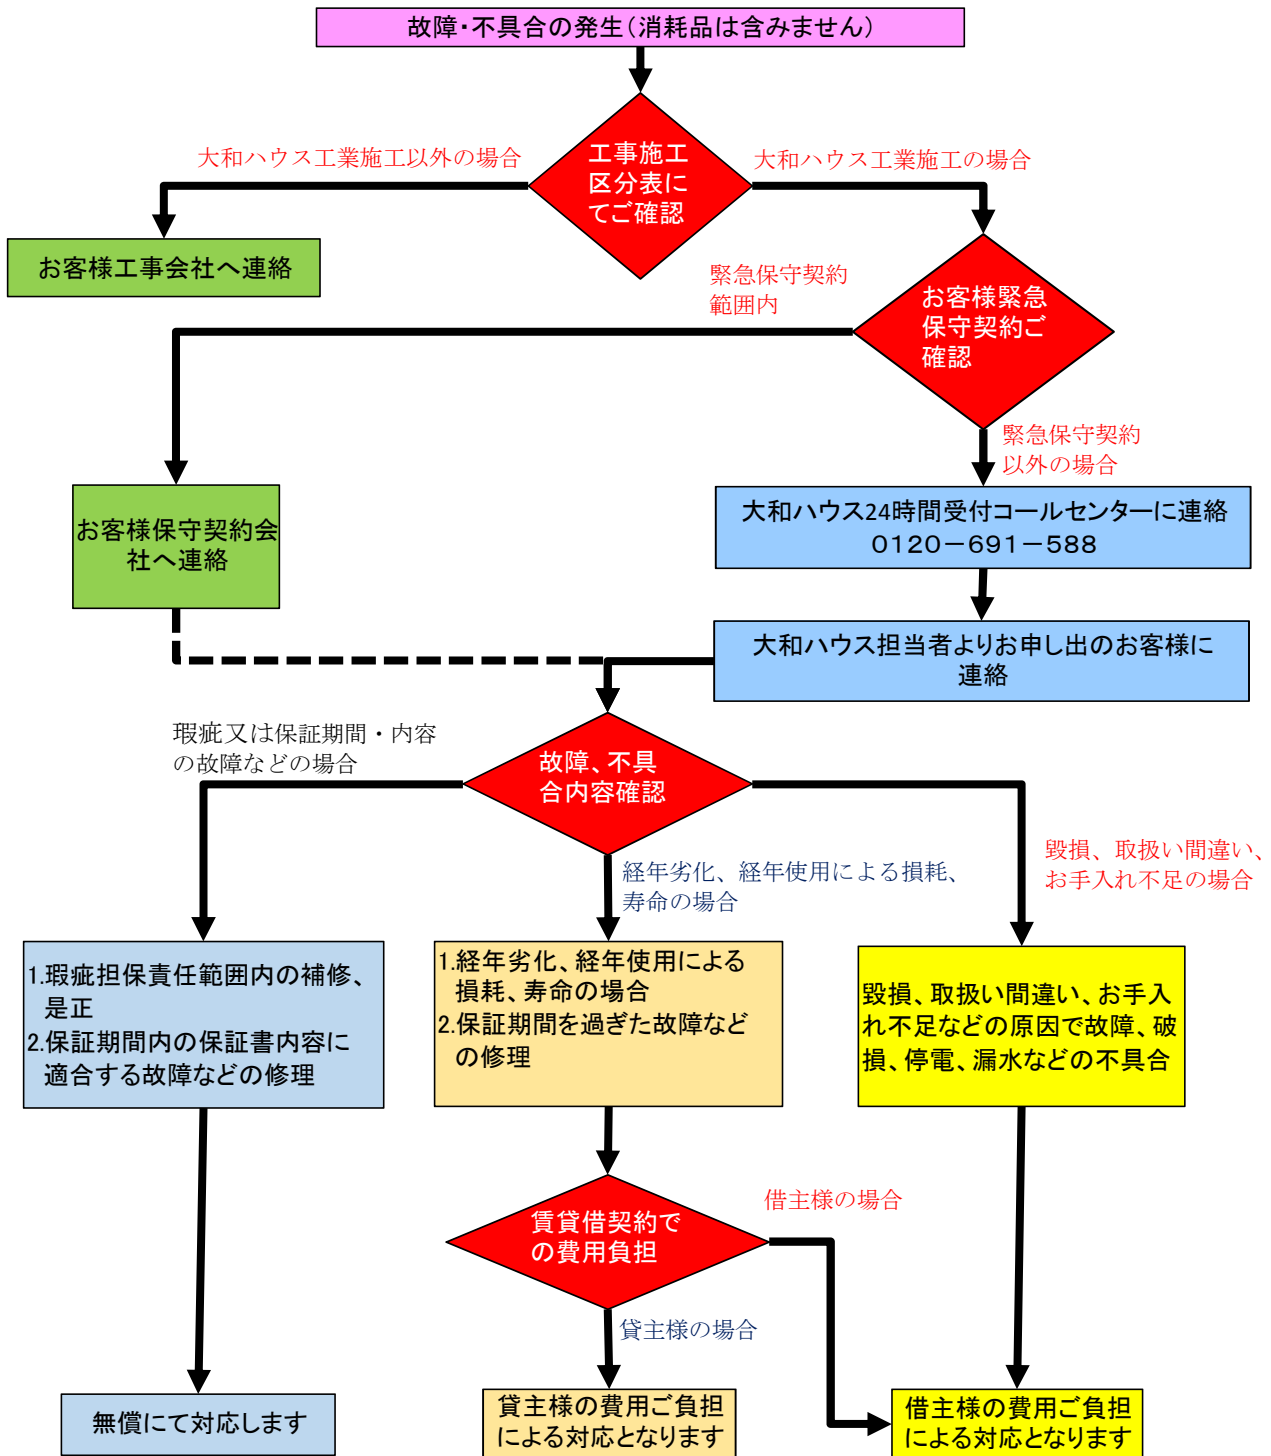 故障・不具合の発生（消耗品は含みません）
大和ハウス工業施工以外の場合
工事施工
区分表に
てご確認
大和ハウス工業施工の場合
お客様工事会社へ連絡
緊急保守契約
範囲内
お客様緊急
保守契約ご
確認
緊急保守契約
以外の場合
お客様保守契約会
社へ連絡
大和ハウス24時間受付コールセンターに連絡
０１２０－６９１－５８８
大和ハウス担当者よりお申し出のお客様に
連絡
瑕疵又は保証期間・内容
の故障などの場合
故障、不具
合内容確認
経年劣化、経年使用による損耗、
寿命の場合
毀損、取扱い間違い、
お手入れ不足の場合
1.瑕疵担保責任範囲内の補修、
是正
2.保証期間内の保証書内容に
適合する故障などの修理
1.経年劣化、経年使用による
損耗、寿命の場合
2.保証期間を過ぎた故障など
の修理
毀損、取扱い間違い、お手入
れ不足などの原因で故障、破
損、停電、漏水などの不具合
賃貸借契約で
の費用負担
借主様の場合
貸主様の場合
無償にて対応します
貸主様の費用ご負担
による対応となります
借主様の費用ご負担
による対応となります